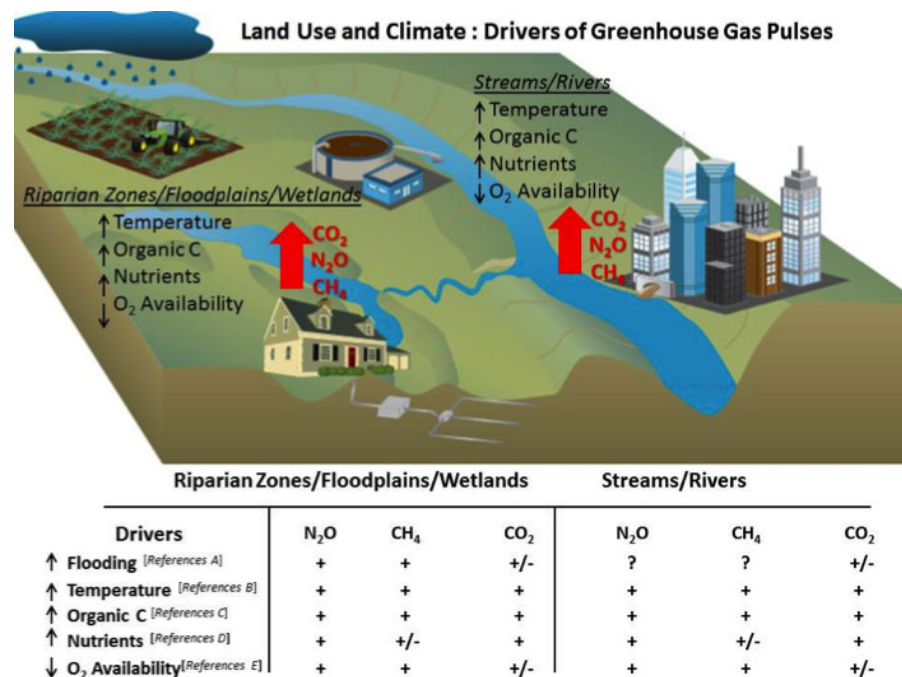 Land Use and Climate : Drivers of Greenhouse Gas Pulses
Streams/Rivers
↑ Temperature
↑ Organic C
↑ Nutrients
↓ O₂ Availability
Riparian Zones/Floodplains/Wetlands
↑ Temperature
↑ Organic C
↑ Nutrients
↓ O₂ Availability
CO₂
N₂O
CH₄
CO₂
N₂O
CH₄
Riparian Zones/Floodplains/Wetlands Streams/Rivers
Drivers N₂O CH₄ CO₂ N₂O CH₄ CO₂
↑ Flooding [References A] + + +/- ? ? +/-
↑ Temperature [References B] + + + + + +
↑ Organic C [References C] + + + + + +
↑ Nutrients [References D] + +/- + + +/- +
↓ O₂ Availability[References E] + + +/- + + +/-